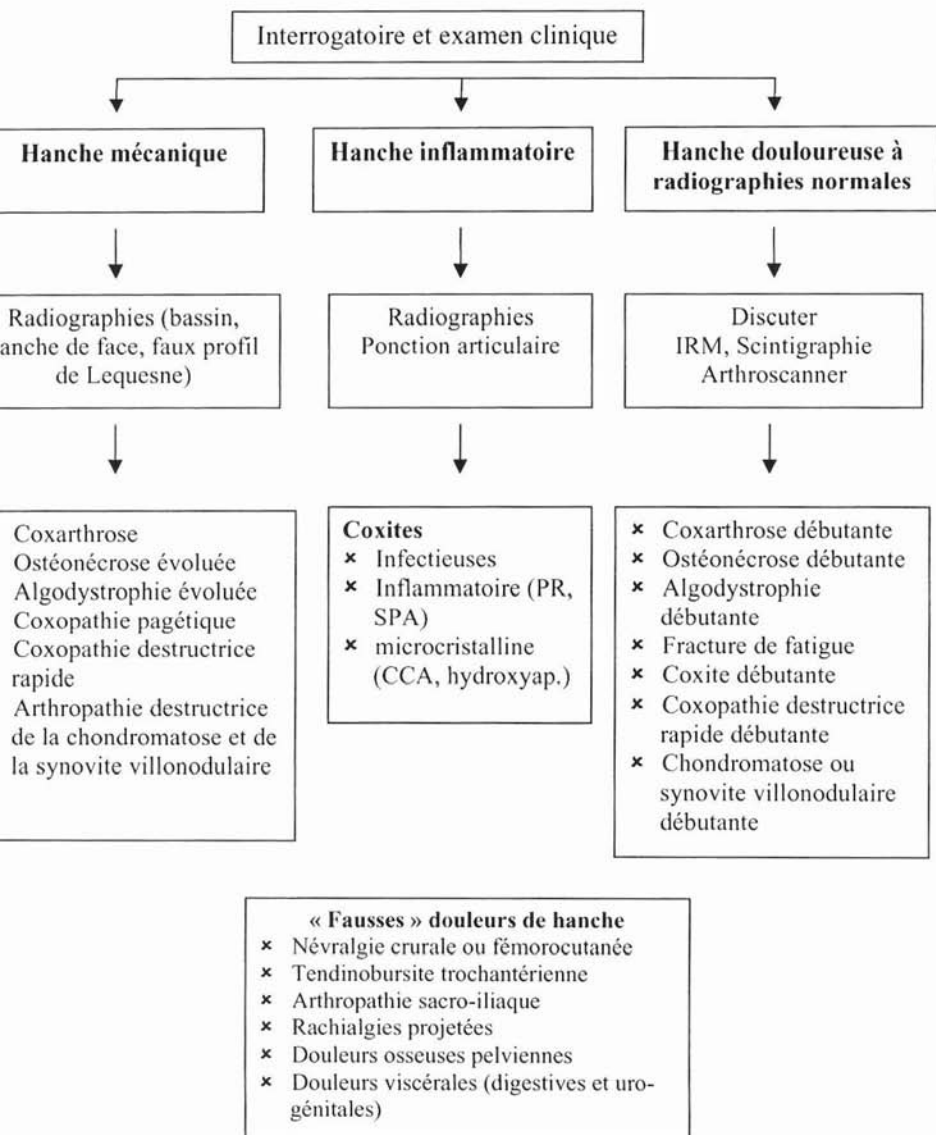 Interrogatoire et examen clinique
Hanche mécanique
Radiographies (bassin,
anche de face, faux profil
de Lequesne)
Coxarthrose
Ostéonécrose évoluée
Algodystrophie évoluée
Coxopathie pagétique
Coxopathie destructrice
rapide
Arthropathie destructrice
de la chondromatose et de
la synovite villonodulaire
Hanche inflammatoire
Radiographies
Ponction articulaire
Coxites
× Infectieuses
× Inflammatoire (PR,
SPA)
× microcristalline
(CCA, hydroxyap.)
Hanche douloureuse à
radiographies normales
Discuter
IRM, Scintigraphie
Arthroscanner
× Coxarthrose débutante
× Ostéonécrose débutante
× Algodystrophie
débutante
× Fracture de fatigue
× Coxite débutante
× Coxopathie destructrice
rapide débutante
× Chondromatose ou
synovite villonodulaire
débutante
« Fausses » douleurs de hanche
× Névralgie crurale ou fémorocutanée
× Tendinobursite trochantérienne
× Arthropathie sacro-iliaque
× Rachialgies projetées
× Douleurs osseuses pelviennes
× Douleurs viscérales (digestives et uro-
génitales)